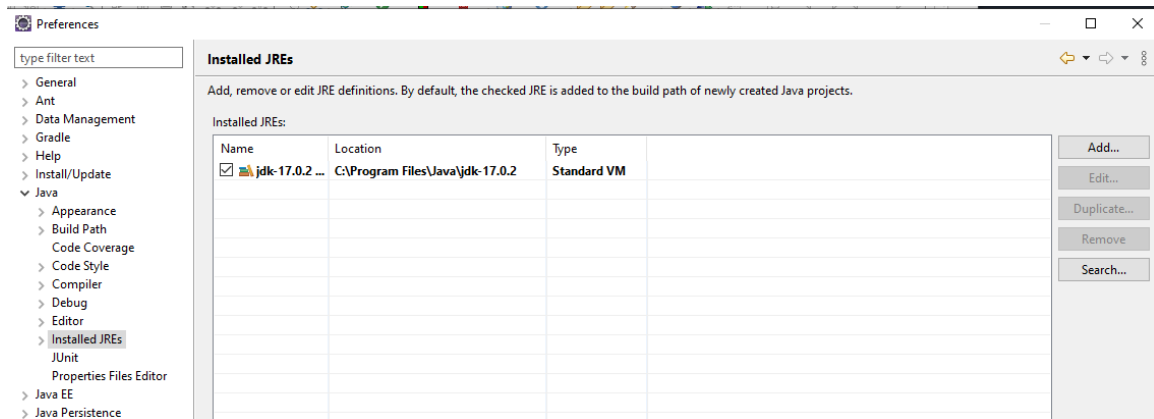 Preferences
type filter text
General
Ant
Data Management
Gradle
Help
Install/Update
Java
Appearance
Build Path
Code Coverage
Code Style
Compiler
Debug
Editor
Installed JREs
JUnit
Properties Files Editor
Java EE
Java Persistence
Installed JREs
Add, remove or edit JRE definitions. By default, the checked JRE is added to the build path of newly created Java projects.
Installed JREs:
Name Location Type
jdk-17.0.2 ... C:\Program Files\Java\jdk-17.0.2 Standard VM
Add...
Edit...
Duplicate...
Remove
Search...